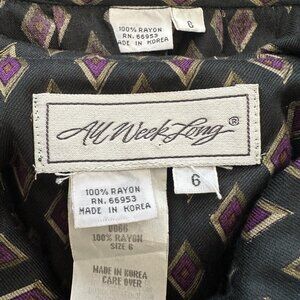 100% RAYON
RN. 66953
MADE IN KOREA
6
All Week Long®
100% RAYON
RN. 66953
MADE IN KOREA
6
100% RAYON
SIZE 6
MADE IN KOREA
CARE OVER